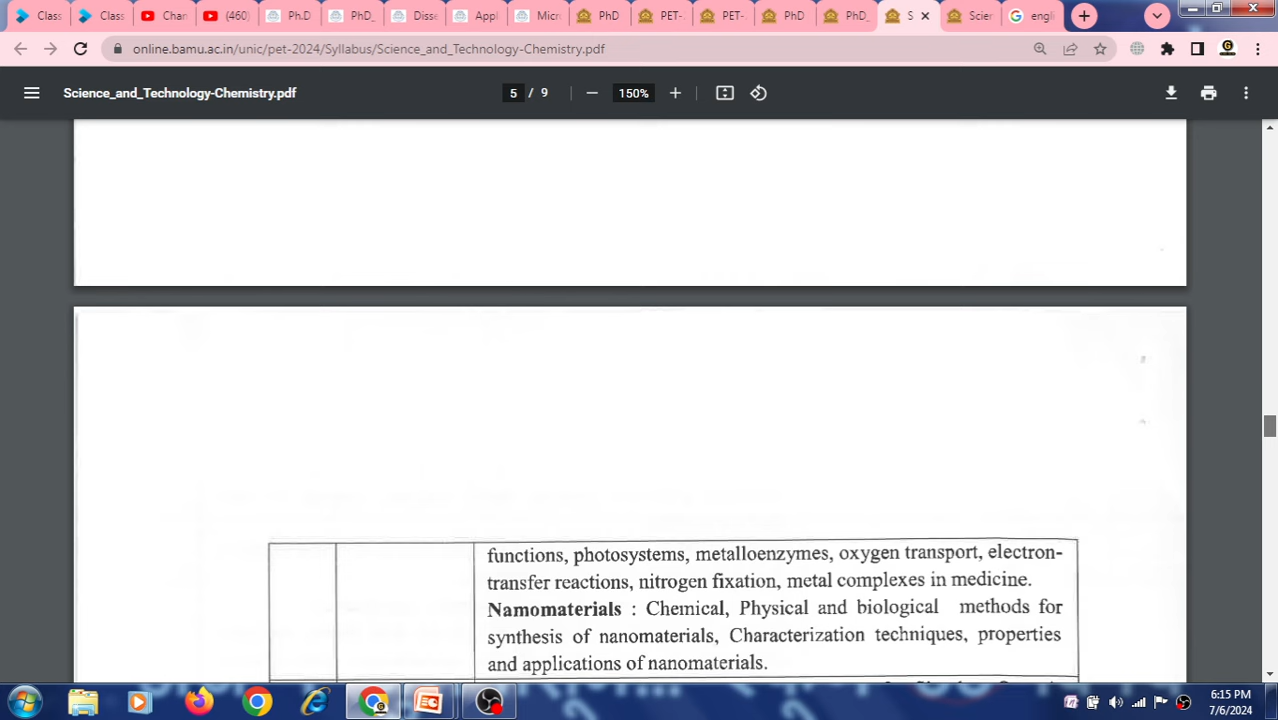 Class
Class
Chan
(460)
Ph.D
PhD_
Disse
Appl
Micr
PhD
PET-
PET-
PhD
PhD_
S
Scier
engli
online.bamu.ac.in/unic/pet-2024/Syllabus/Science_and_Technology-Chemistry.pdf
Science_and_Technology-Chemistry.pdf
5 / 9
150%
functions, photosystems, metalloenzymes, oxygen transport, electron-
transfer reactions, nitrogen fixation, metal complexes in medicine.
Namomaterials : Chemical, Physical and biological methods for
synthesis of nanomaterials, Characterization techniques, properties
and applications of nanomaterials.
6:15 PM
7/6/2024